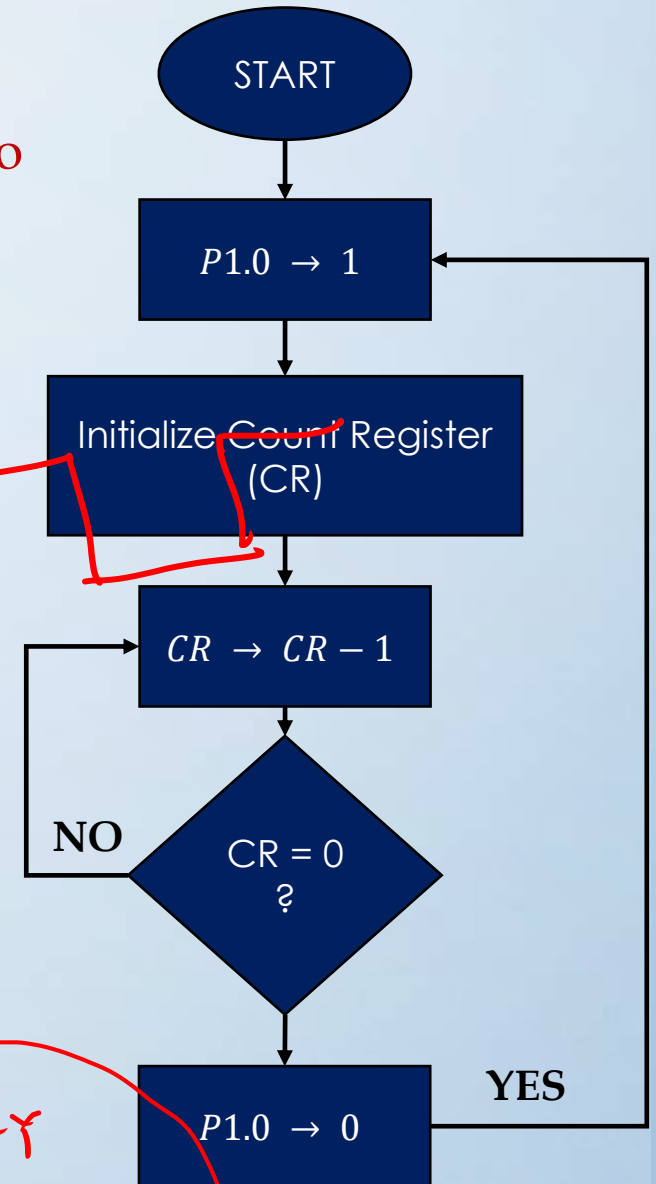 START
o
P1.0 → 1
Initialize Count Register
(CR)
CR → CR − 1
NO
CR = 0
?
YES
P1.0 → 0